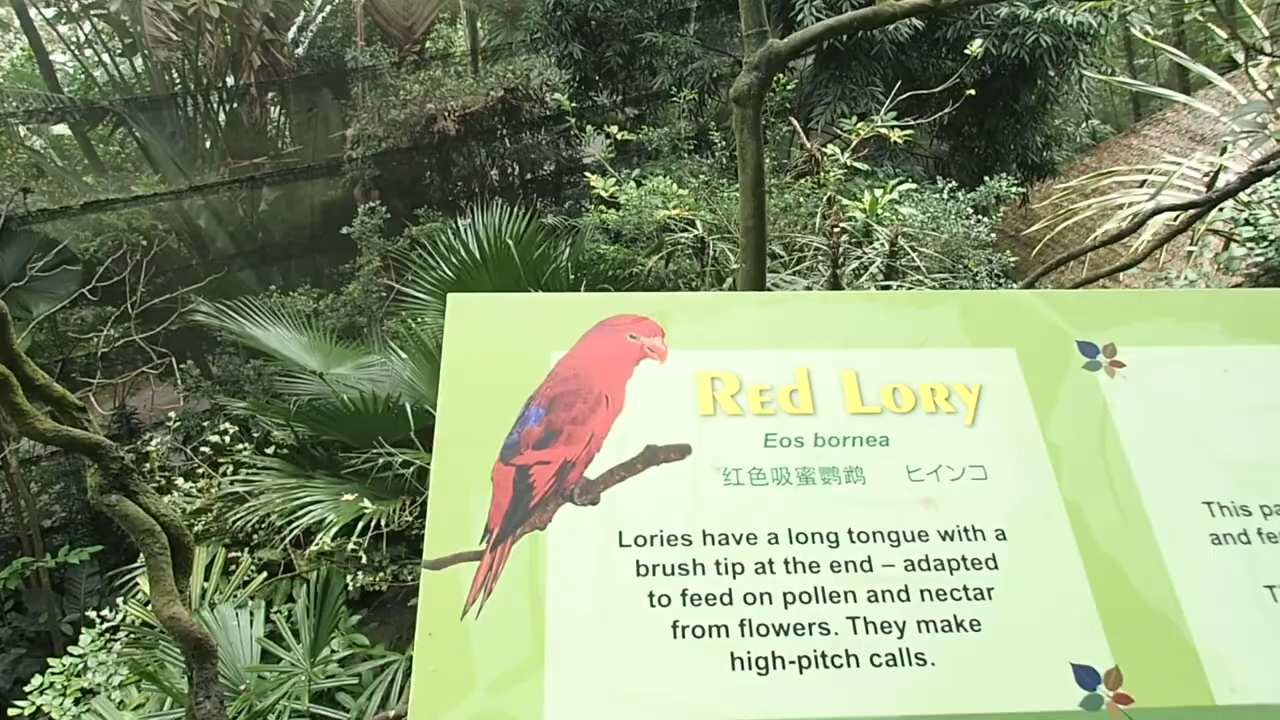 Red Lory
Eos bornea
红色吸蜜鹦鹉 ヒインコ
Lories have a long tongue with a
brush tip at the end – adapted
to feed on pollen and nectar
from flowers. They make
high-pitch calls.
This
and